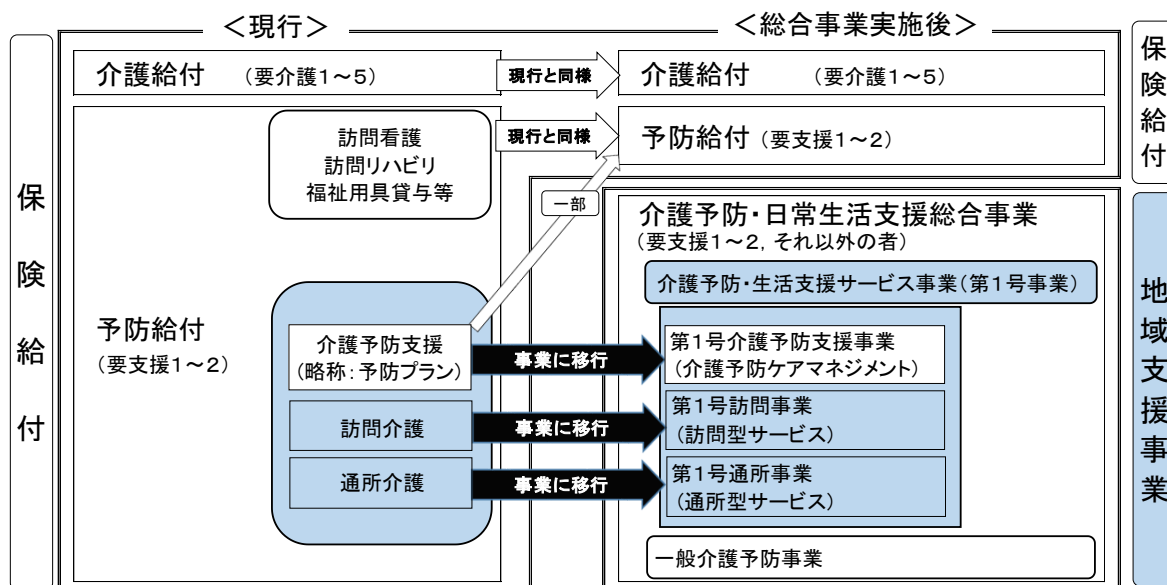 ＜現行＞
＜総合事業実施後＞
保険給付
介護給付 （要介護１～５）
現行と同様
介護給付 （要介護１～５）
保険給付
訪問看護
訪問リハビリ
福祉用具貸与等
現行と同様
予防給付（要支援１～２）
一部
予防給付
（要支援１～２）
介護予防・日常生活支援総合事業
（要支援１～２，それ以外の者）
介護予防・生活支援サービス事業（第１号事業）
介護予防支援
（略称：予防プラン）
事業に移行
第１号介護予防支援事業
（介護予防ケアマネジメント）
訪問介護
事業に移行
第１号訪問事業
（訪問型サービス）
通所介護
事業に移行
第１号通所事業
（通所型サービス）
一般介護予防事業
地域支援事業